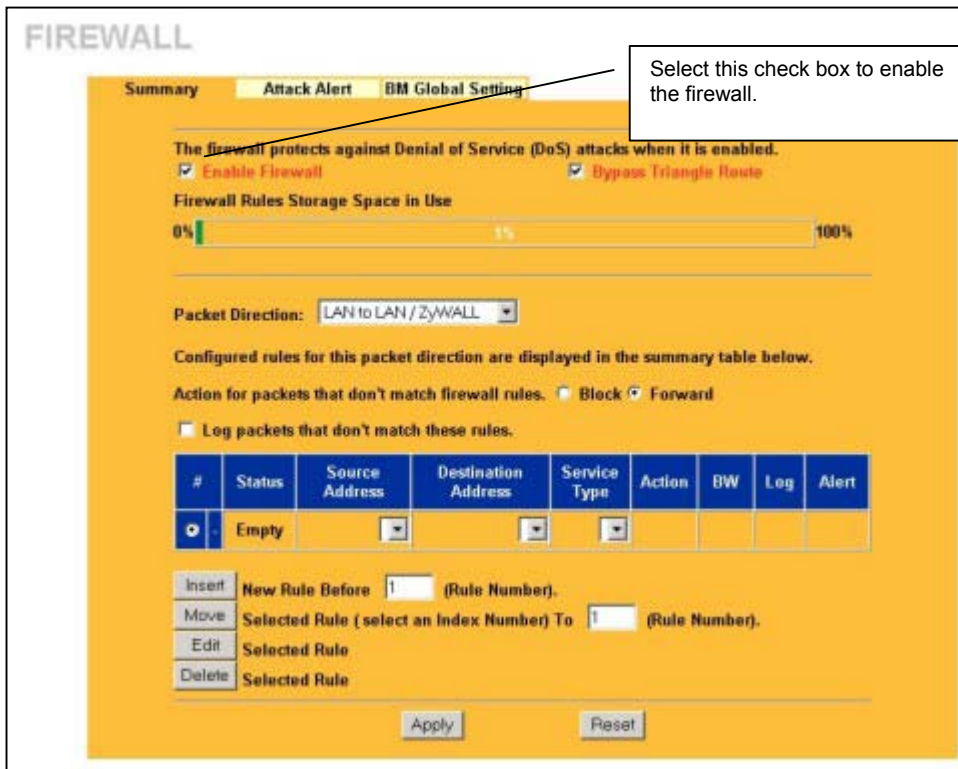 FIREWALL
Select this check box to enable
the firewall.
Summary Attack Alert BM Global Setting
The firewall protects against Denial of Service (DoS) attacks when it is enabled.
Enable Firewall Bypass Triangle Route
Firewall Rules Storage Space in Use
0% 1% 100%
Packet Direction: LAN to LAN / ZyWALL
Configured rules for this packet direction are displayed in the summary table below.
Action for packets that don't match firewall rules. Block Forward
Log packets that don't match these rules.
# Status Source Address Destination Address Service Type Action BW Log Alert
- Empty
Insert New Rule Before 1 (Rule Number).
Move Selected Rule ( select an Index Number) To 1 (Rule Number).
Edit Selected Rule
Delete Selected Rule
Apply Reset